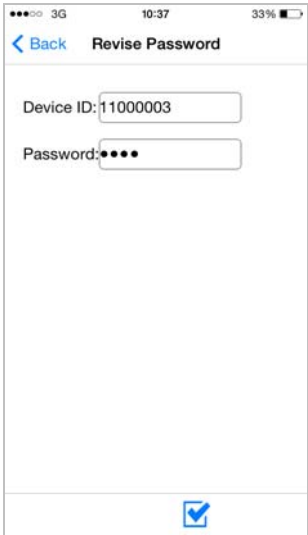 3G 10:37 33%
Back Revise Password
Device ID: 11000003
Password: ••••